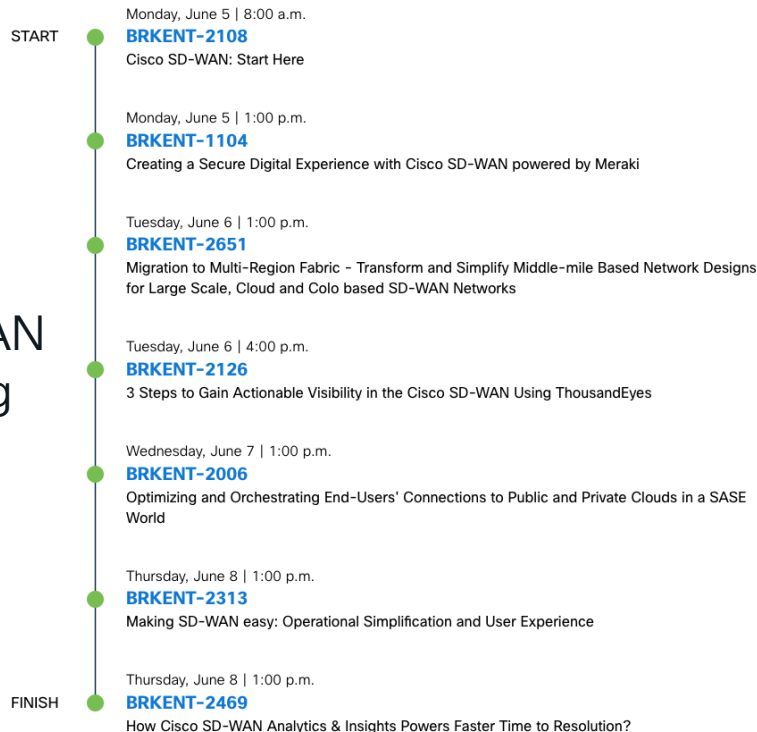 Monday, June 5 | 8:00 a.m.
START
BRKENT-2108
Cisco SD-WAN: Start Here
Monday, June 5 | 1:00 p.m.
BRKENT-1104
Creating a Secure Digital Experience with Cisco SD-WAN powered by Meraki
Tuesday, June 6 | 1:00 p.m.
BRKENT-2651
Migration to Multi-Region Fabric - Transform and Simplify Middle-mile Based Network Designs
for Large Scale, Cloud and Colo based SD-WAN Networks
AN
g
Tuesday, June 6 | 4:00 p.m.
BRKENT-2126
3 Steps to Gain Actionable Visibility in the Cisco SD-WAN Using ThousandEyes
Wednesday, June 7 | 1:00 p.m.
BRKENT-2006
Optimizing and Orchestrating End-Users' Connections to Public and Private Clouds in a SASE
World
Thursday, June 8 | 1:00 p.m.
BRKENT-2313
Making SD-WAN easy: Operational Simplification and User Experience
Thursday, June 8 | 1:00 p.m.
FINISH
BRKENT-2469
How Cisco SD-WAN Analytics & Insights Powers Faster Time to Resolution?